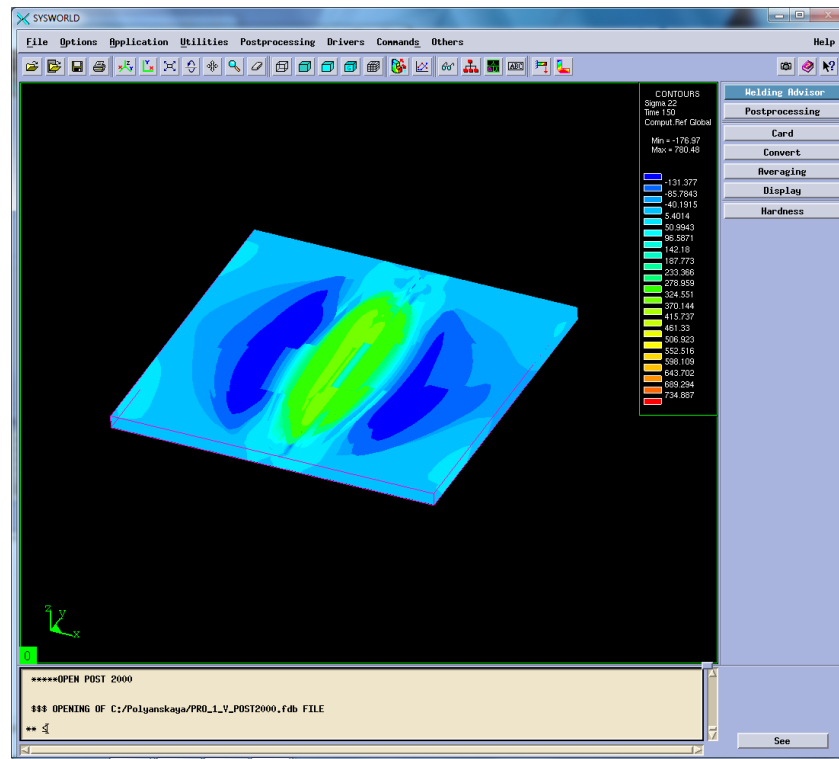 SYSWORLD
File Options Application Utilities Postprocessing Drivers Commands Others Help
ABC
CONTOURS
Sigma 22
Time 150
Comput.Ref Global
Min = -176.97
Max = 780.48
-131.377
-85.7843
-40.1915
5.4014
50.9943
96.5871
142.18
187.773
233.366
278.959
324.551
370.144
415.737
461.33
506.923
552.516
598.109
643.702
689.294
734.887
Welding Advisor
Postprocessing
Card
Convert
Averaging
Display
Hardness
z
y
x
0
*****OPEN POST 2000
$$$ OPENING OF C:/Polyanskaya/PRO_1_V_POST2000.fdb FILE
**
See